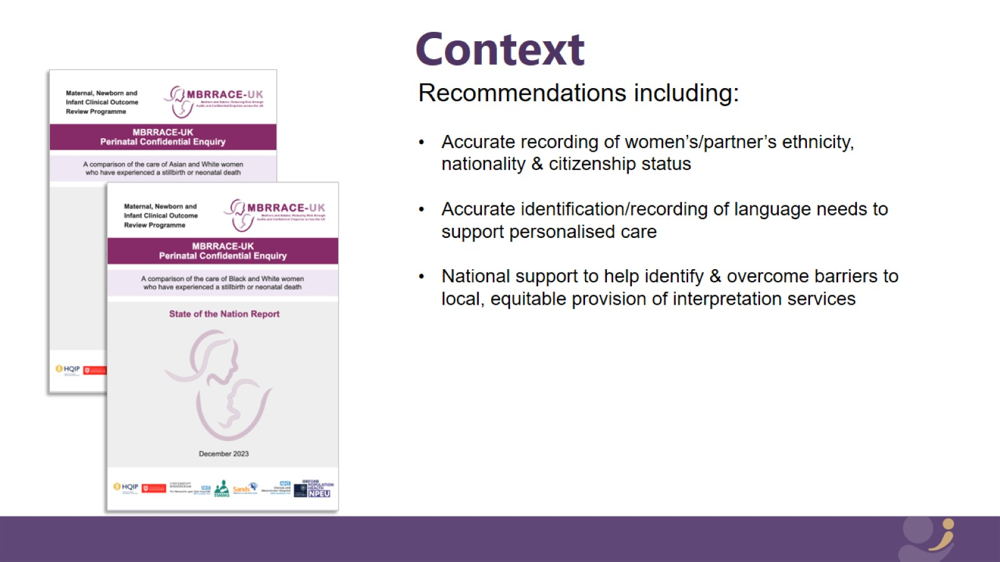 Context
Recommendations including:
• Accurate recording of women’s/partner’s ethnicity,
nationality & citizenship status
• Accurate identification/recording of language needs to
support personalised care
• National support to help identify & overcome barriers to
local, equitable provision of interpretation services
Maternal, Newborn and
Infant Clinical Outcome
Review Programme
MBRRACE-UK
Mothers and Babies: Reducing Risk through
Audits and Confidential Enquiries across the UK
MBRRACE-UK
Perinatal Confidential Enquiry
A comparison of the care of Asian and White women
who have experienced a stillbirth or neonatal death
HQIP
Maternal, Newborn and
Infant Clinical Outcome
Review Programme
MBRRACE-UK
Mothers and Babies: Reducing Risk through
Audits and Confidential Enquiries across the UK
MBRRACE-UK
Perinatal Confidential Enquiry
A comparison of the care of Black and White women
who have experienced a stillbirth or neonatal death
State of the Nation Report
December 2023
HQIP
NHS
TIMMS
Sands
NHS
Chelsea and
Westminster Hospital
OXFORD
POPULATION
HEALTH
NPEU